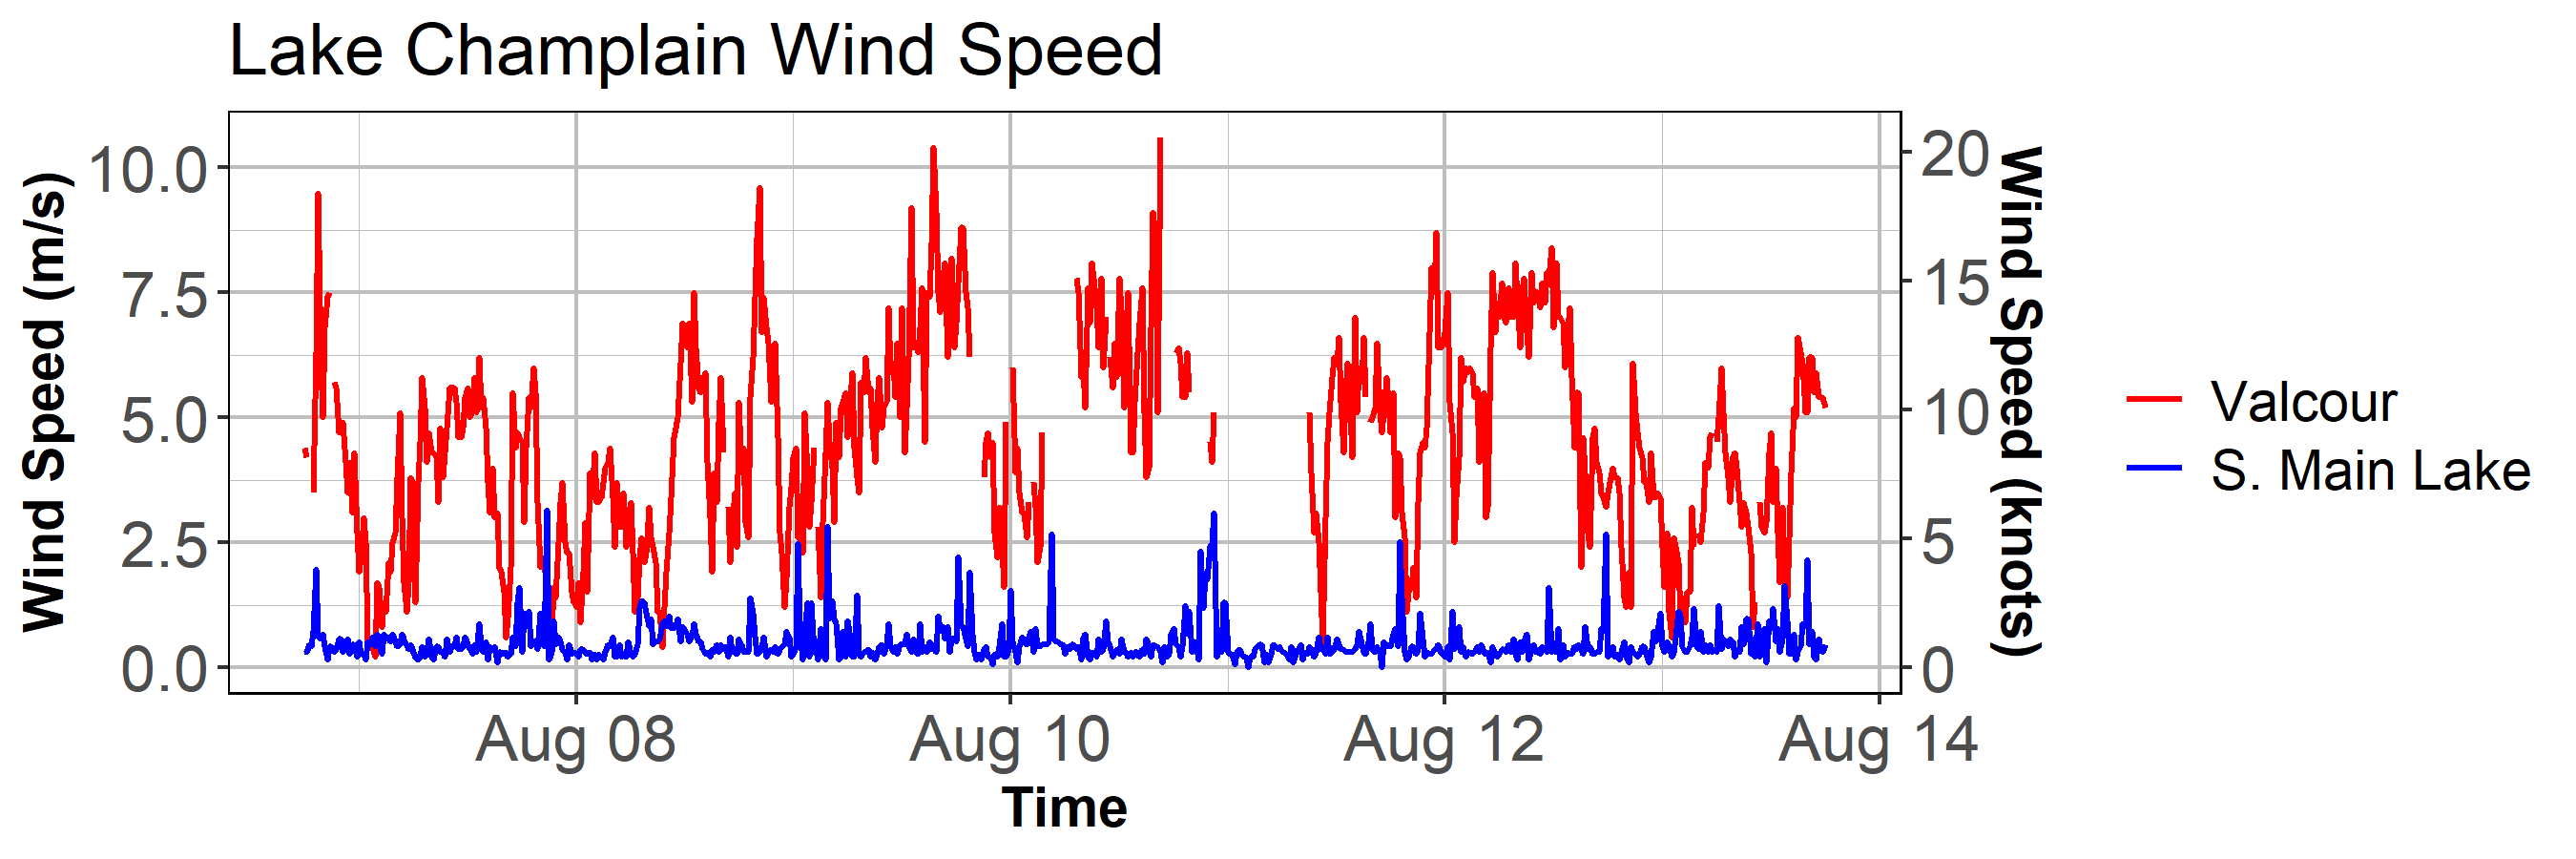 Lake Champlain Wind Speed
Wind Speed (m/s)
10.0
7.5
5.0
2.5
0.0
20
15
10
5
0
Wind Speed (knots)
Aug 08
Aug 10
Aug 12
Aug 14
Time
Valcour
S. Main Lake